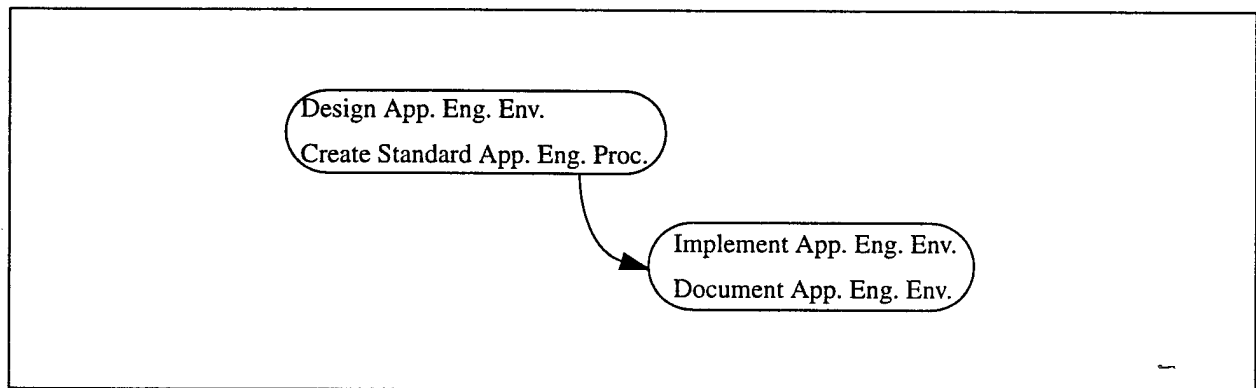 Design App. Eng. Env.
Create Standard App. Eng. Proc.
Implement App. Eng. Env.
Document App. Eng. Env.